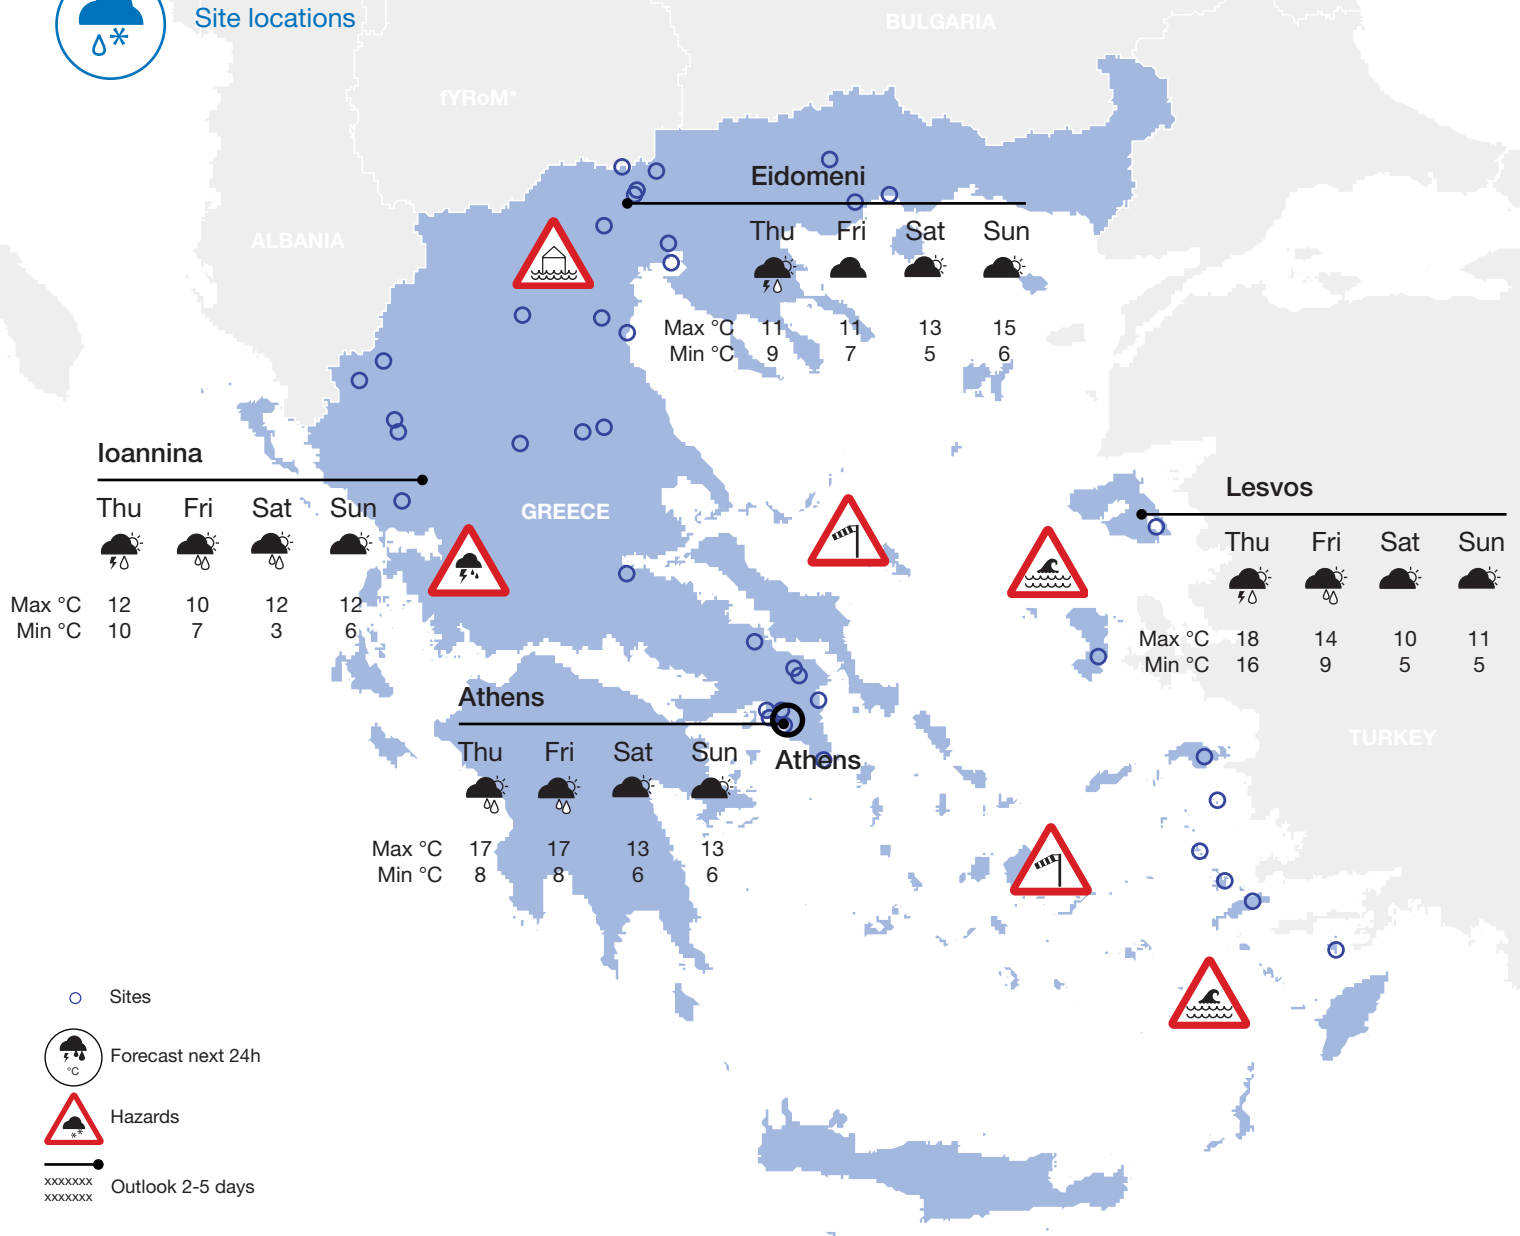 Site locations
BULGARIA
fYRoM*
ALBANIA
Eidomeni
Thu Fri Sat Sun
Max °C 11 11 13 15
Min °C 9 7 5 6
Ioannina
Thu Fri Sat Sun
Max °C 12 10 12 12
Min °C 10 7 3 6
GREECE
Lesvos
Thu Fri Sat Sun
Max °C 18 14 10 11
Min °C 16 9 5 5
Athens
Thu Fri Sat Sun
Max °C 17 17 13 13
Min °C 8 8 6 6
Athens
TURKEY
Sites
°C
Forecast next 24h
Hazards
xxxxxxx
xxxxxxx
Outlook 2-5 days